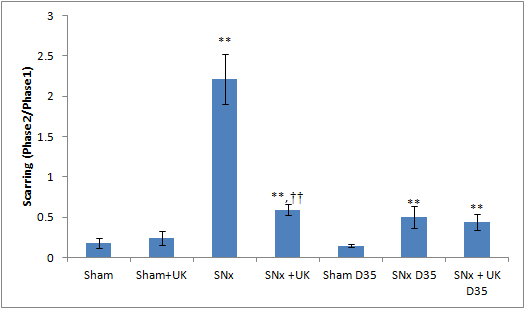 3
2.5
2
1.5
1
0.5
0
Scarring (Phase2/Phase1)
**
**,††
**
**
Sham
Sham+UK
SNx
SNx +UK
Sham D35
SNx D35
SNx + UK
D35